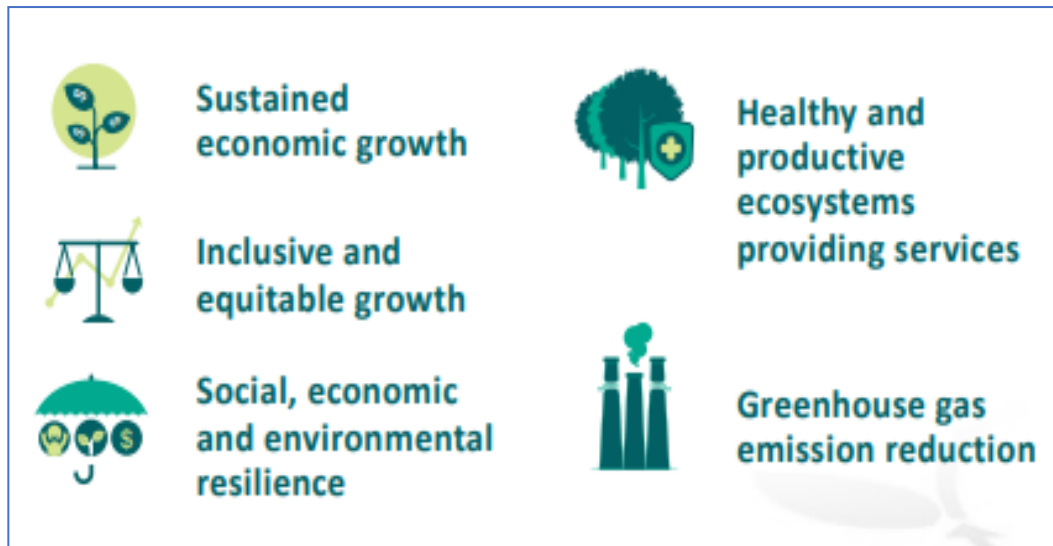 Sustained
economic growth
Inclusive and
equitable growth
Social, economic
and environmental
resilience
Healthy and
productive
ecosystems
providing services
Greenhouse gas
emission reduction